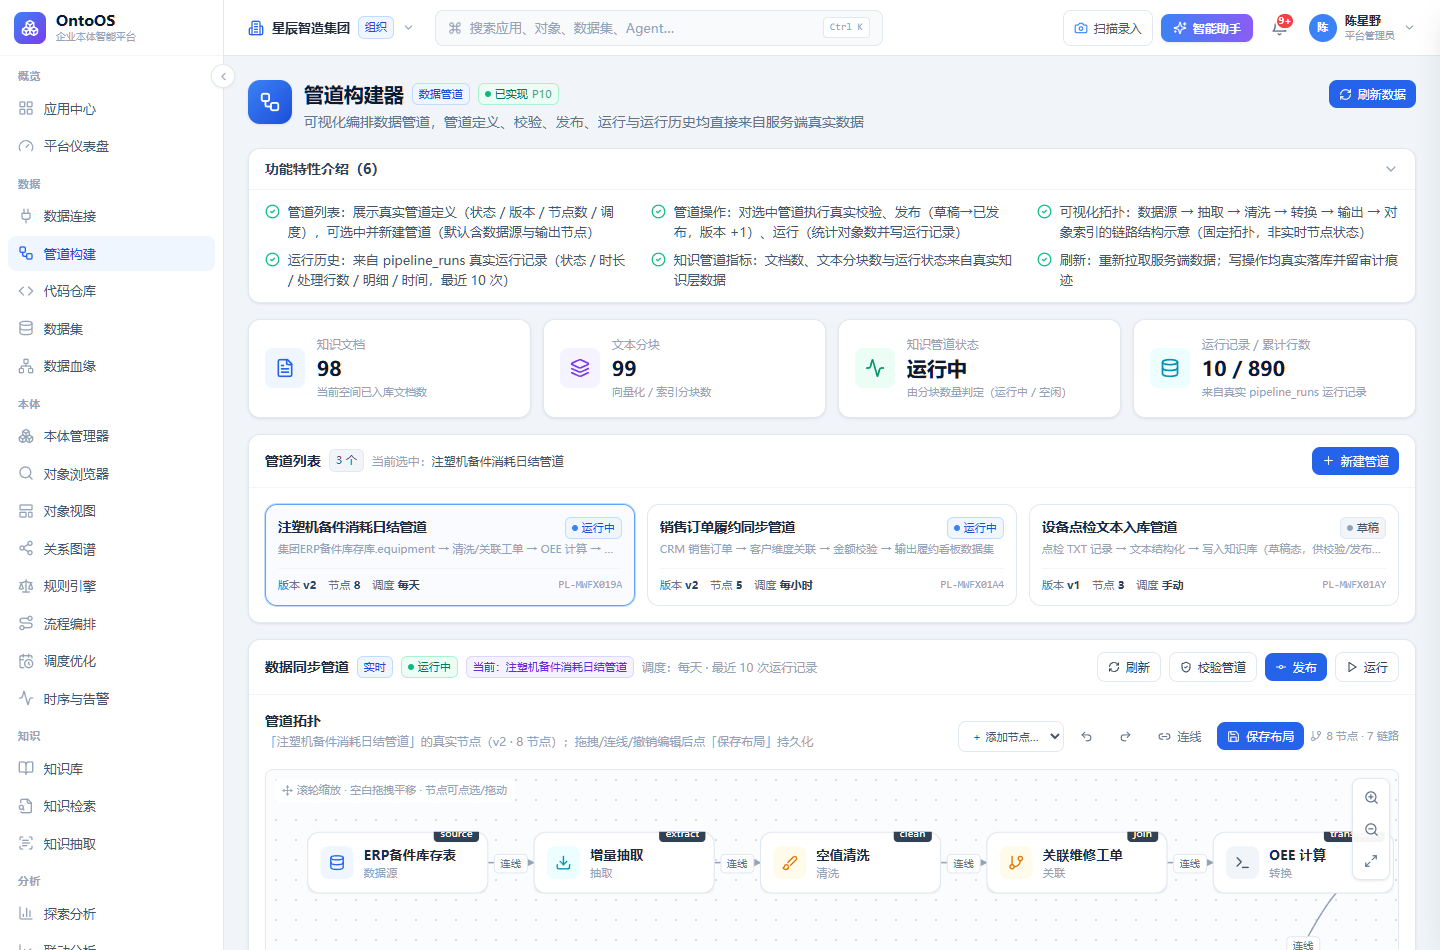 OntoOS
企业本体智能平台
概览
应用中心
平台仪表盘
数据
数据连接
管道构建
代码仓库
数据集
数据血缘
本体
本体管理器
对象浏览器
对象视图
关系图谱
规则引擎
流程编排
调度优化
时序与告警
知识
知识库
知识检索
知识抽取
分析
探索分析
星辰智造集团 组织
搜索应用、对象、数据集、Agent... Ctrl K
扫描录入
智能助手
9+
陈
陈星野
平台管理员
管道构建器 数据管道 已实现 P10
可视化编排数据管道，管道定义、校验、发布、运行与运行历史均直接来自服务端真实数据
刷新数据
功能特性介绍（6）
管道列表：展示真实管道定义（状态 / 版本 / 节点数 / 调
度），可选中并新建管道（默认含数据源与输出节点）
管道操作：对选中管道执行真实校验、发布（草稿→已发
布，版本 +1）、运行（统计对象数并写运行记录）
可视化拓扑：数据源 → 抽取 → 清洗 → 转换 → 输出 → 对
象索引的链路结构示意（固定拓扑，非实时节点状态）
运行历史：来自 pipeline_runs 真实运行记录（状态 / 时长
/ 处理行数 / 明细 / 时间，最近 10 次）
知识管道指标：文档数、文本分块数与运行状态来自真实知
识层数据
刷新：重新拉取服务端数据；写操作均真实落库并留审计痕
迹
知识文档
98
当前空间已入库文档数
文本分块
99
向量化 / 索引分块数
知识管道状态
运行中
由分块数量判定（运行中 / 空闲）
运行记录 / 累计行数
10 / 890
来自真实 pipeline_runs 运行记录
管道列表 3 个 当前选中：注塑机备件消耗日结管道
新建管道
注塑机备件消耗日结管道 运行中
集团ERP备件库存库.equipment → 清洗/关联工单 → OEE 计算 → ...
版本 v2 节点 8 调度 每天 PL-MWFX019A
销售订单履约同步管道 运行中
CRM 销售订单 → 客户维度关联 → 金额校验 → 输出履约看板数据集
版本 v2 节点 5 调度 每小时 PL-MWFX01A4
设备点检文本入库管道 草稿
点检 TXT 记录 → 文本结构化 → 写入知识库（草稿态，供校验/发布...
版本 v1 节点 3 调度 手动 PL-MWFX01AY
数据同步管道 实时 运行中 当前：注塑机备件消耗日结管道 调度：每天 · 最近 10 次运行记录
刷新
校验管道
发布
运行
管道拓扑
「注塑机备件消耗日结管道」的真实节点（v2 · 8 节点）；拖拽/连线/撤销编辑后点「保存布局」持久化
+ 添加节点...
连线
保存布局
8 节点 · 7 链路
滚轮缩放 · 空白拖拽平移 · 节点可点选/拖动
source
ERP备件库存表
数据源
连线
extract
增量抽取
抽取
连线
clean
空值清洗
清洗
连线
join
关联维修工单
关联
连线
OEE 计算
转换
连线